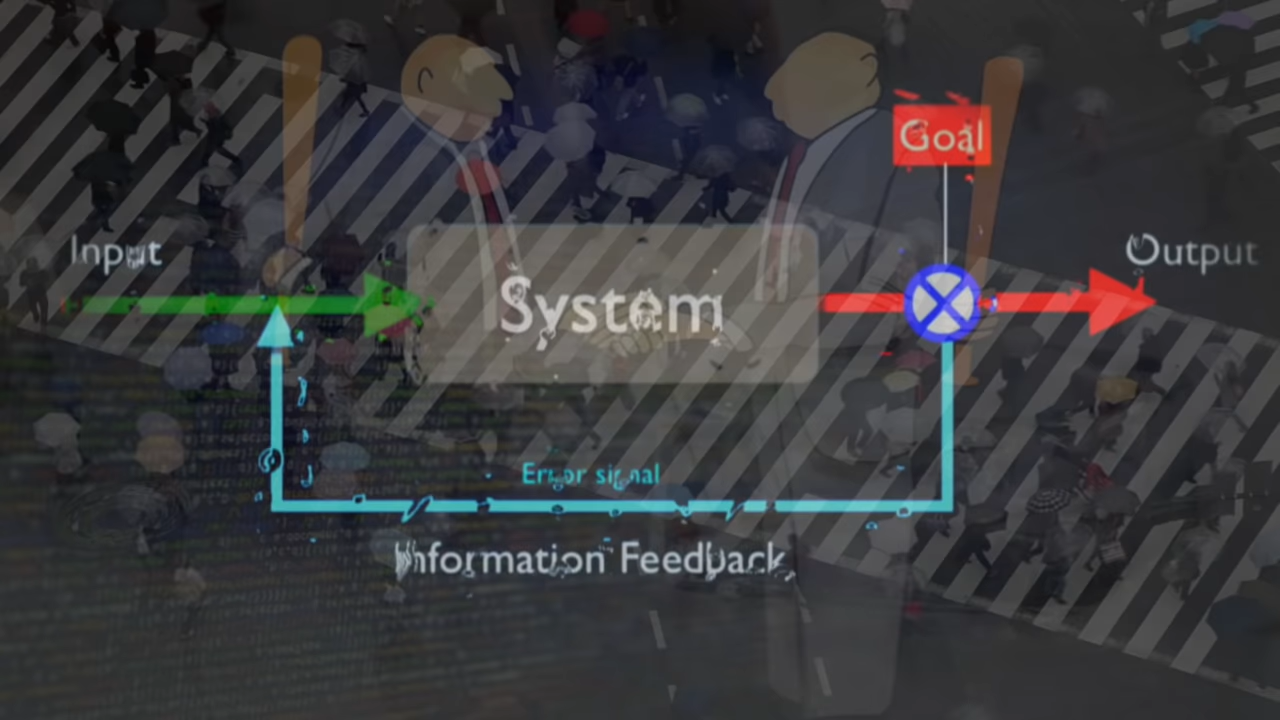 Goal
Input
Output
System
Error signal
Information Feedback